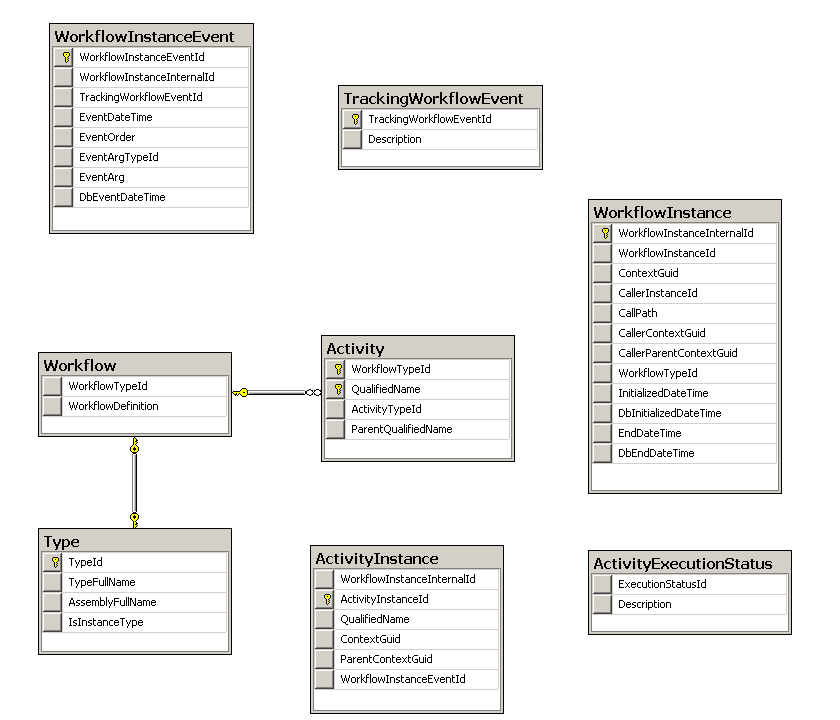 WorkflowInstanceEvent
WorkflowInstanceEventId
WorkflowInstanceInternalId
TrackingWorkflowEventId
EventDateTime
EventOrder
EventArgTypeId
EventArg
DbEventDateTime
TrackingWorkflowEvent
TrackingWorkflowEventId
Description
WorkflowInstance
WorkflowInstanceInternalId
WorkflowInstanceId
ContextGuid
CallerInstanceId
CallPath
CallerContextGuid
CallerParentContextGuid
WorkflowTypeId
InitializedDateTime
DbInitializedDateTime
EndDateTime
DbEndDateTime
Workflow
WorkflowTypeId
WorkflowDefinition
Activity
WorkflowTypeId
QualifiedName
ActivityTypeId
ParentQualifiedName
Type
TypeId
TypeFullName
AssemblyFullName
IsInstanceType
ActivityInstance
WorkflowInstanceInternalId
ActivityInstanceId
QualifiedName
ContextGuid
ParentContextGuid
WorkflowInstanceEventId
ActivityExecutionStatus
ExecutionStatusId
Description